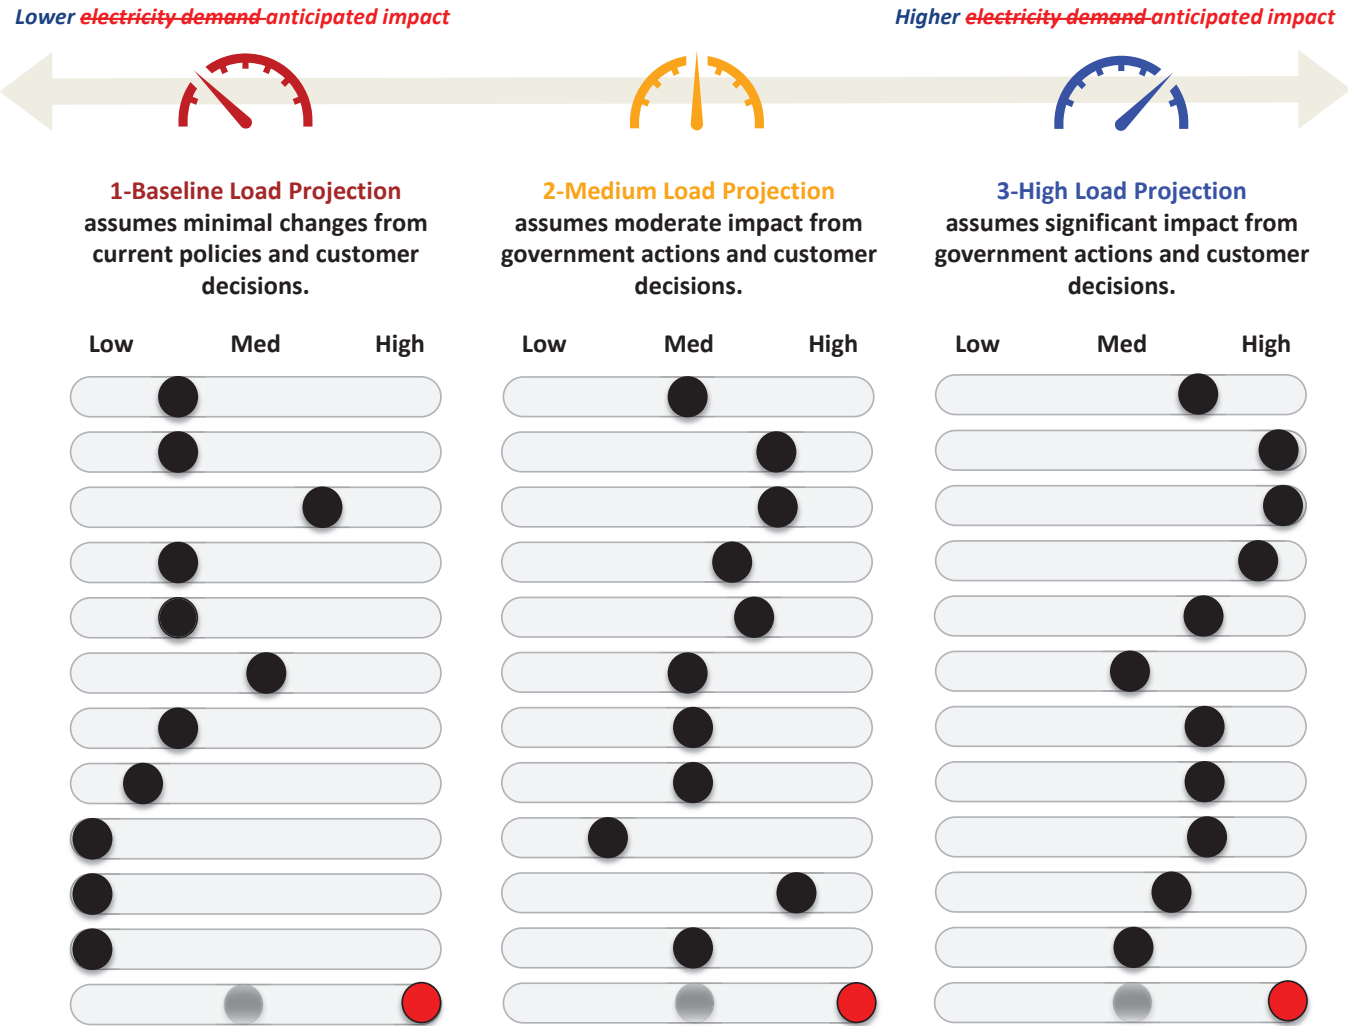 Lower electricity demand anticipated impact
Higher electricity demand anticipated impact
1-Baseline Load Projection
assumes minimal changes from
current policies and customer
decisions.
2-Medium Load Projection
assumes moderate impact from
government actions and customer
decisions.
3-High Load Projection
assumes significant impact from
government actions and customer
decisions.
Low Med High
Low Med High
Low Med High